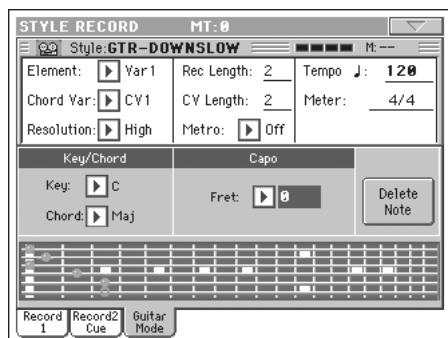 STYLE RECORD MT:0
Style:GTR-DOWNSLOW M:--
Element: Var1 Rec Length: 2 Tempo ♩: 120
Chord Var: CV1 CV Length: 2 Meter: 4/4
Resolution: High Metro: Off
Key/Chord Capo
Key: C
Fret: 0
Chord: Maj
Delete
Note
Record
1
Record2
Cue
Guitar
Mode